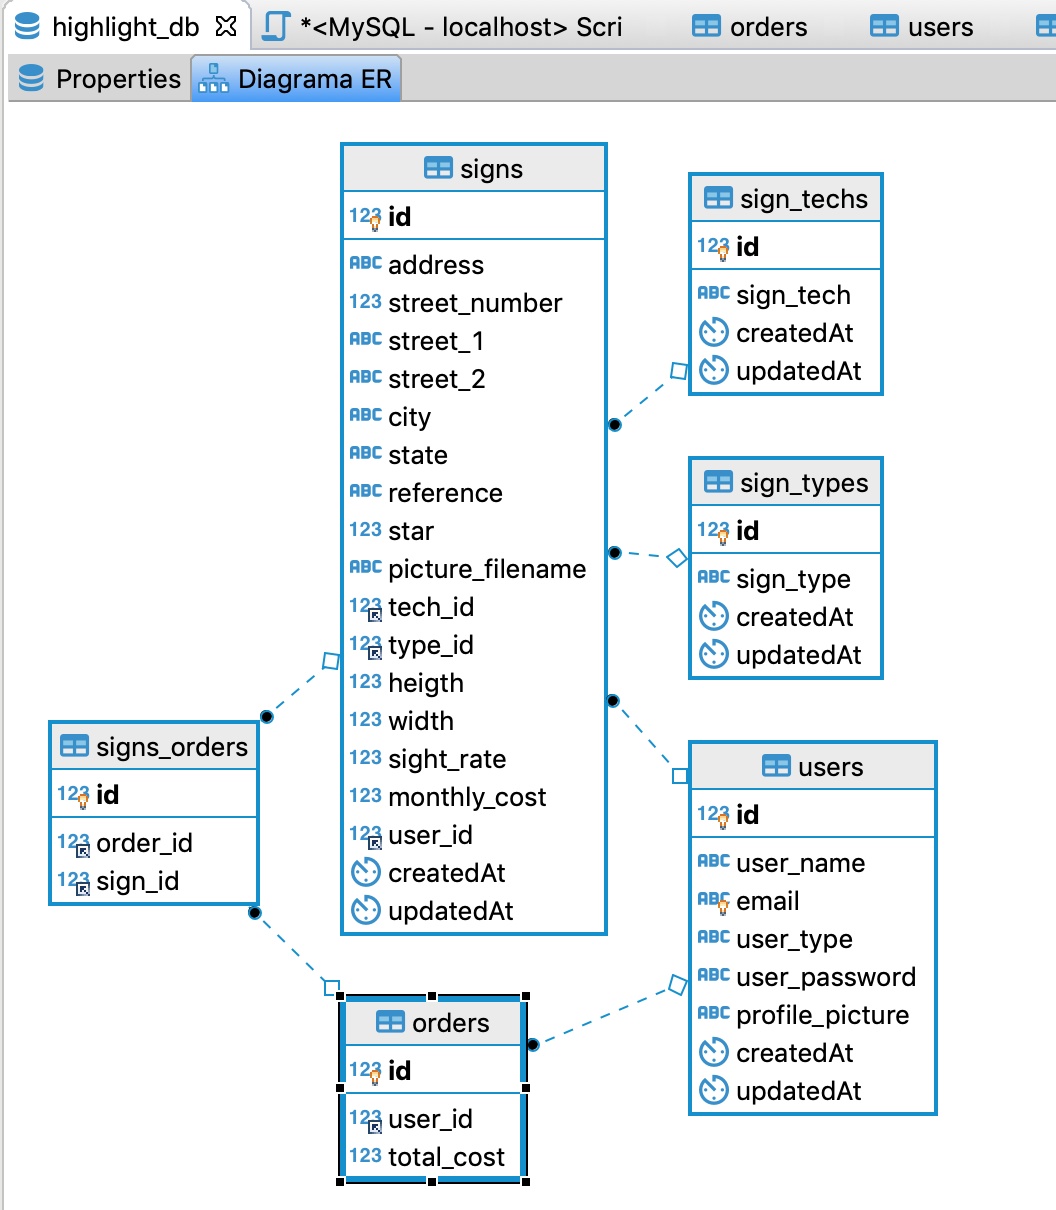 highlight_db
*<MySQL - localhost> Scri
orders
users
Properties
Diagrama ER
signs
123 id
ABC address
123 street_number
ABC street_1
ABC street_2
ABC city
ABC state
ABC reference
123 star
ABC picture_filename
123 tech_id
123 type_id
123 heigth
123 width
123 sight_rate
123 monthly_cost
123 user_id
createdAt
updatedAt
sign_techs
123 id
ABC sign_tech
createdAt
updatedAt
sign_types
123 id
ABC sign_type
createdAt
updatedAt
signs_orders
123 id
123 order_id
123 sign_id
users
123 id
ABC user_name
ABC email
ABC user_type
ABC user_password
ABC profile_picture
createdAt
updatedAt
orders
123 id
123 user_id
123 total_cost